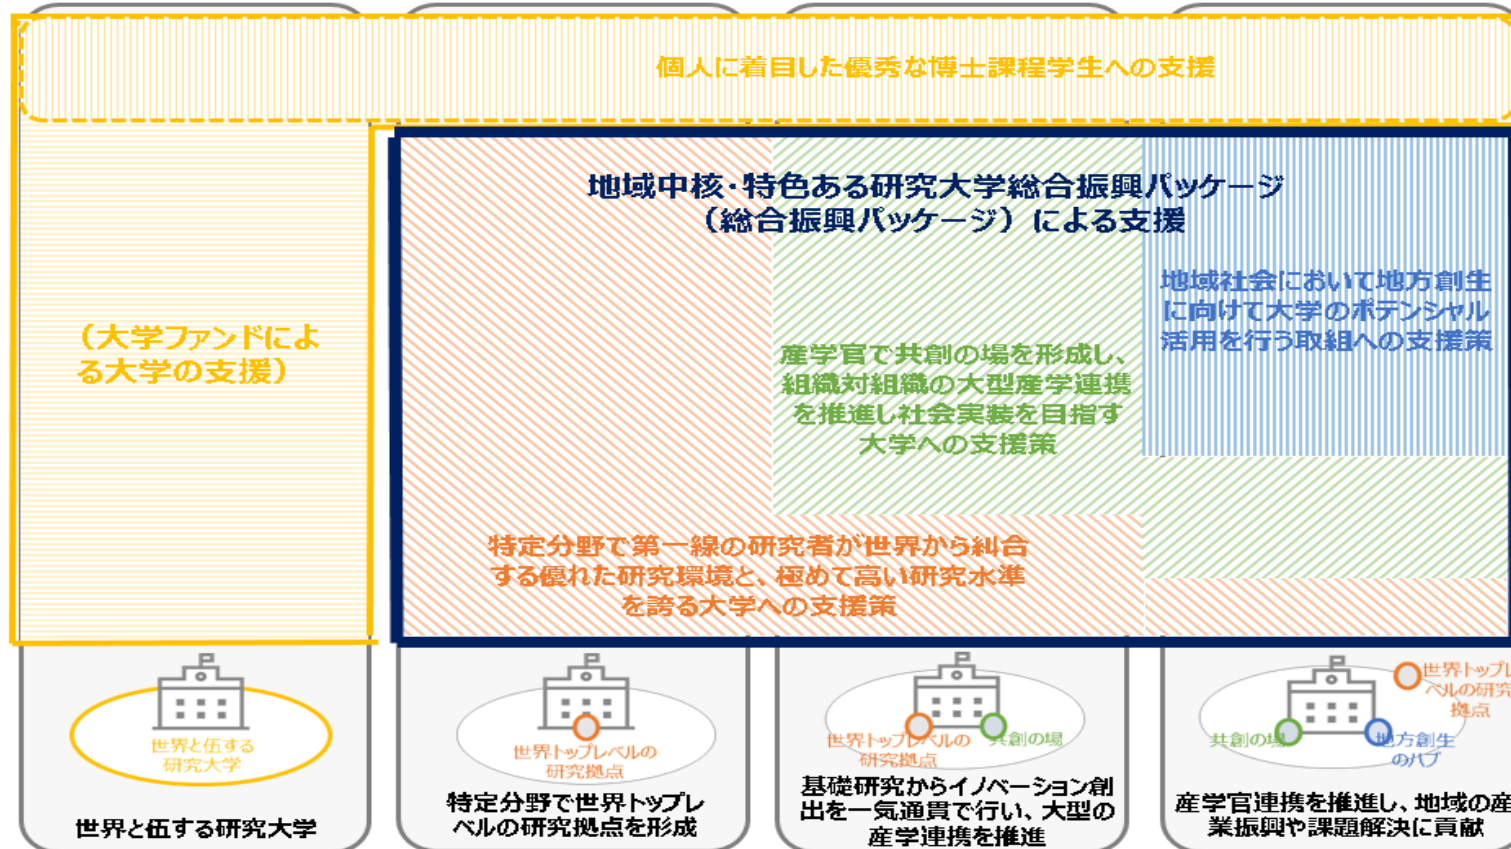 個人に着目した優秀な博士課程学生への支援
地域中核・特色ある研究大学総合振興パッケージ
（総合振興パッケージ）による支援
（大学ファンドによ
る大学の支援）
地域社会において地方創生
に向けて大学のポテンシャル
活用を行う取組への支援策
産学官で共創の場を形成し、
組織対組織の大型産学連携
を推進し社会実装を目指す
大学への支援策
特定分野で第一線の研究者が世界から糾合
する優れた研究環境と、極めて高い研究水準
を誇る大学への支援策
世界と伍する
研究大学
世界と伍する研究大学
世界トップレベルの
研究拠点
特定分野で世界トップレ
ベルの研究拠点を形成
世界トップレベルの
研究拠点
共創の場
基礎研究からイノベーション創
出を一気通貫で行い、大型の
産学連携を推進
世界トップレ
ベルの研究
拠点
共創の場
地方創生
のハブ
産学官連携を推進し、地域の産
業振興や課題解決に貢献